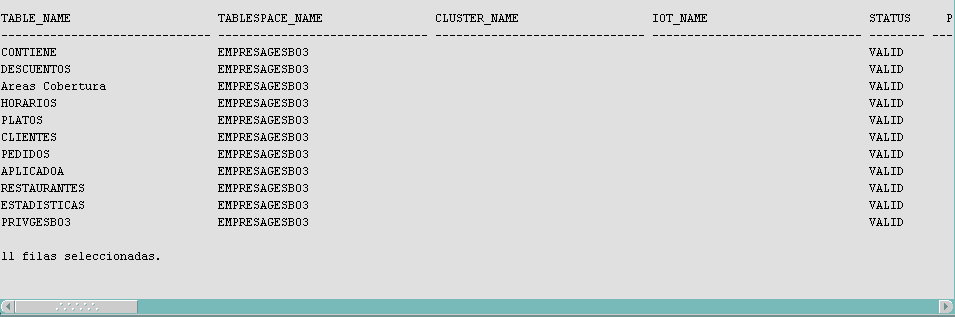 TABLE_NAME TABLESPACE_NAME CLUSTER_NAME IOT_NAME STATUS P
------------------------------ ------------------------------ ------------------------------ ------------------------------ -------- ---
CONTIENE EMPRESAGESB03 VALID
DESCUENTOS EMPRESAGESB03 VALID
Areas Cobertura EMPRESAGESB03 VALID
HORARIOS EMPRESAGESB03 VALID
PLATOS EMPRESAGESB03 VALID
CLIENTES EMPRESAGESB03 VALID
PEDIDOS EMPRESAGESB03 VALID
APLICADOA EMPRESAGESB03 VALID
RESTAURANTES EMPRESAGESB03 VALID
ESTADISTICAS EMPRESAGESB03 VALID
PRIVGESB03 EMPRESAGESB03 VALID
11 filas seleccionadas.